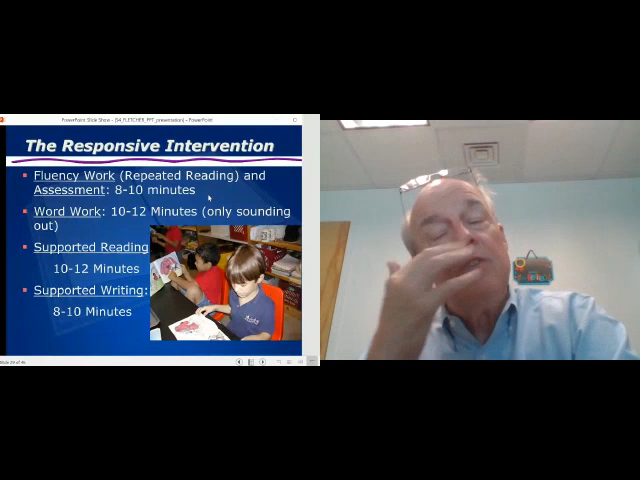 PowerPoint Slide Show - [S4_FLETCHER_PPT_presentation] - PowerPoint
The Responsive Intervention
Fluency Work (Repeated Reading) and
Assessment: 8-10 minutes
Word Work: 10-12 Minutes (only sounding
out)
Supported Reading
10-12 Minutes
Supported Writing:
8-10 Minutes